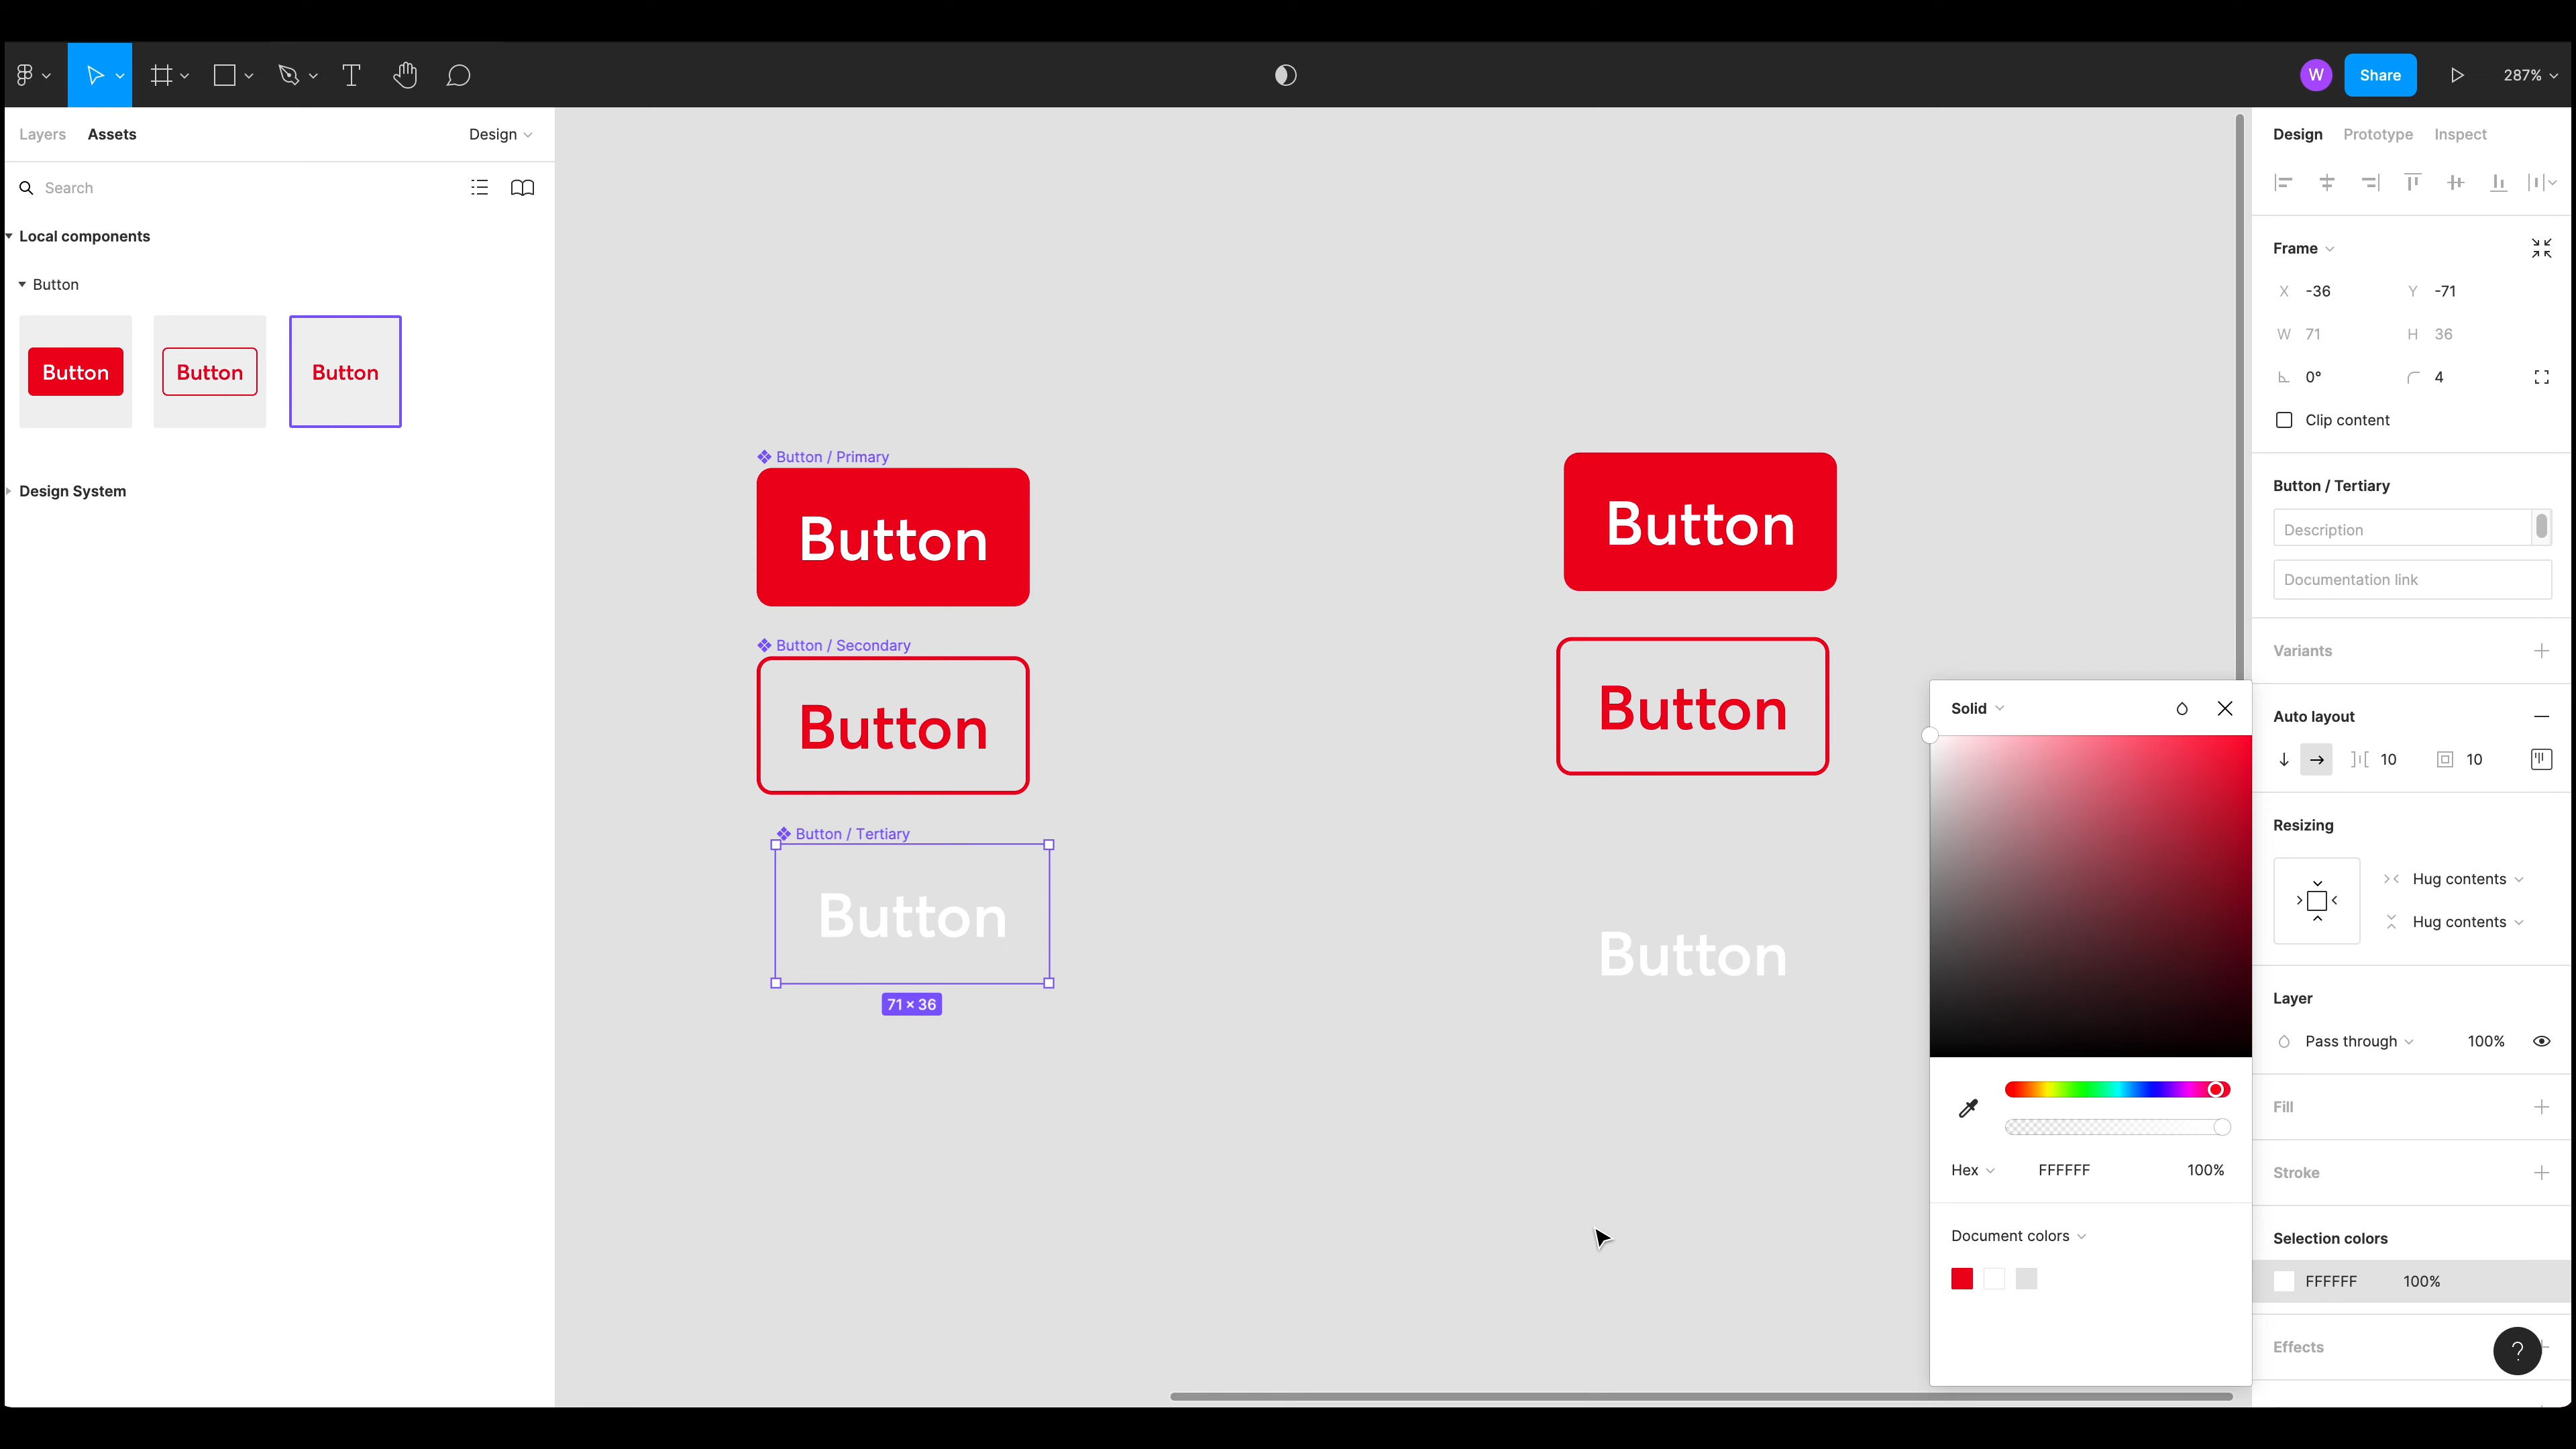 W
Share
287%
Layers
Assets
Design
Search
Local components
Button
Button
Button
Button
Design System
Button / Primary
Button
Button / Secondary
Button
Button / Tertiary
Button
71 × 36
Button
Button
Button
Solid
Hex
FFFFFF
100%
Document colors
Design
Prototype
Inspect
Frame
X
-36
Y
-71
W
71
H
36
0°
4
Clip content
Button / Tertiary
Description
Documentation link
Variants
Auto layout
10
10
Resizing
Hug contents
Hug contents
Layer
Pass through
100%
Fill
Stroke
Selection colors
FFFFFF
100%
Effects
?